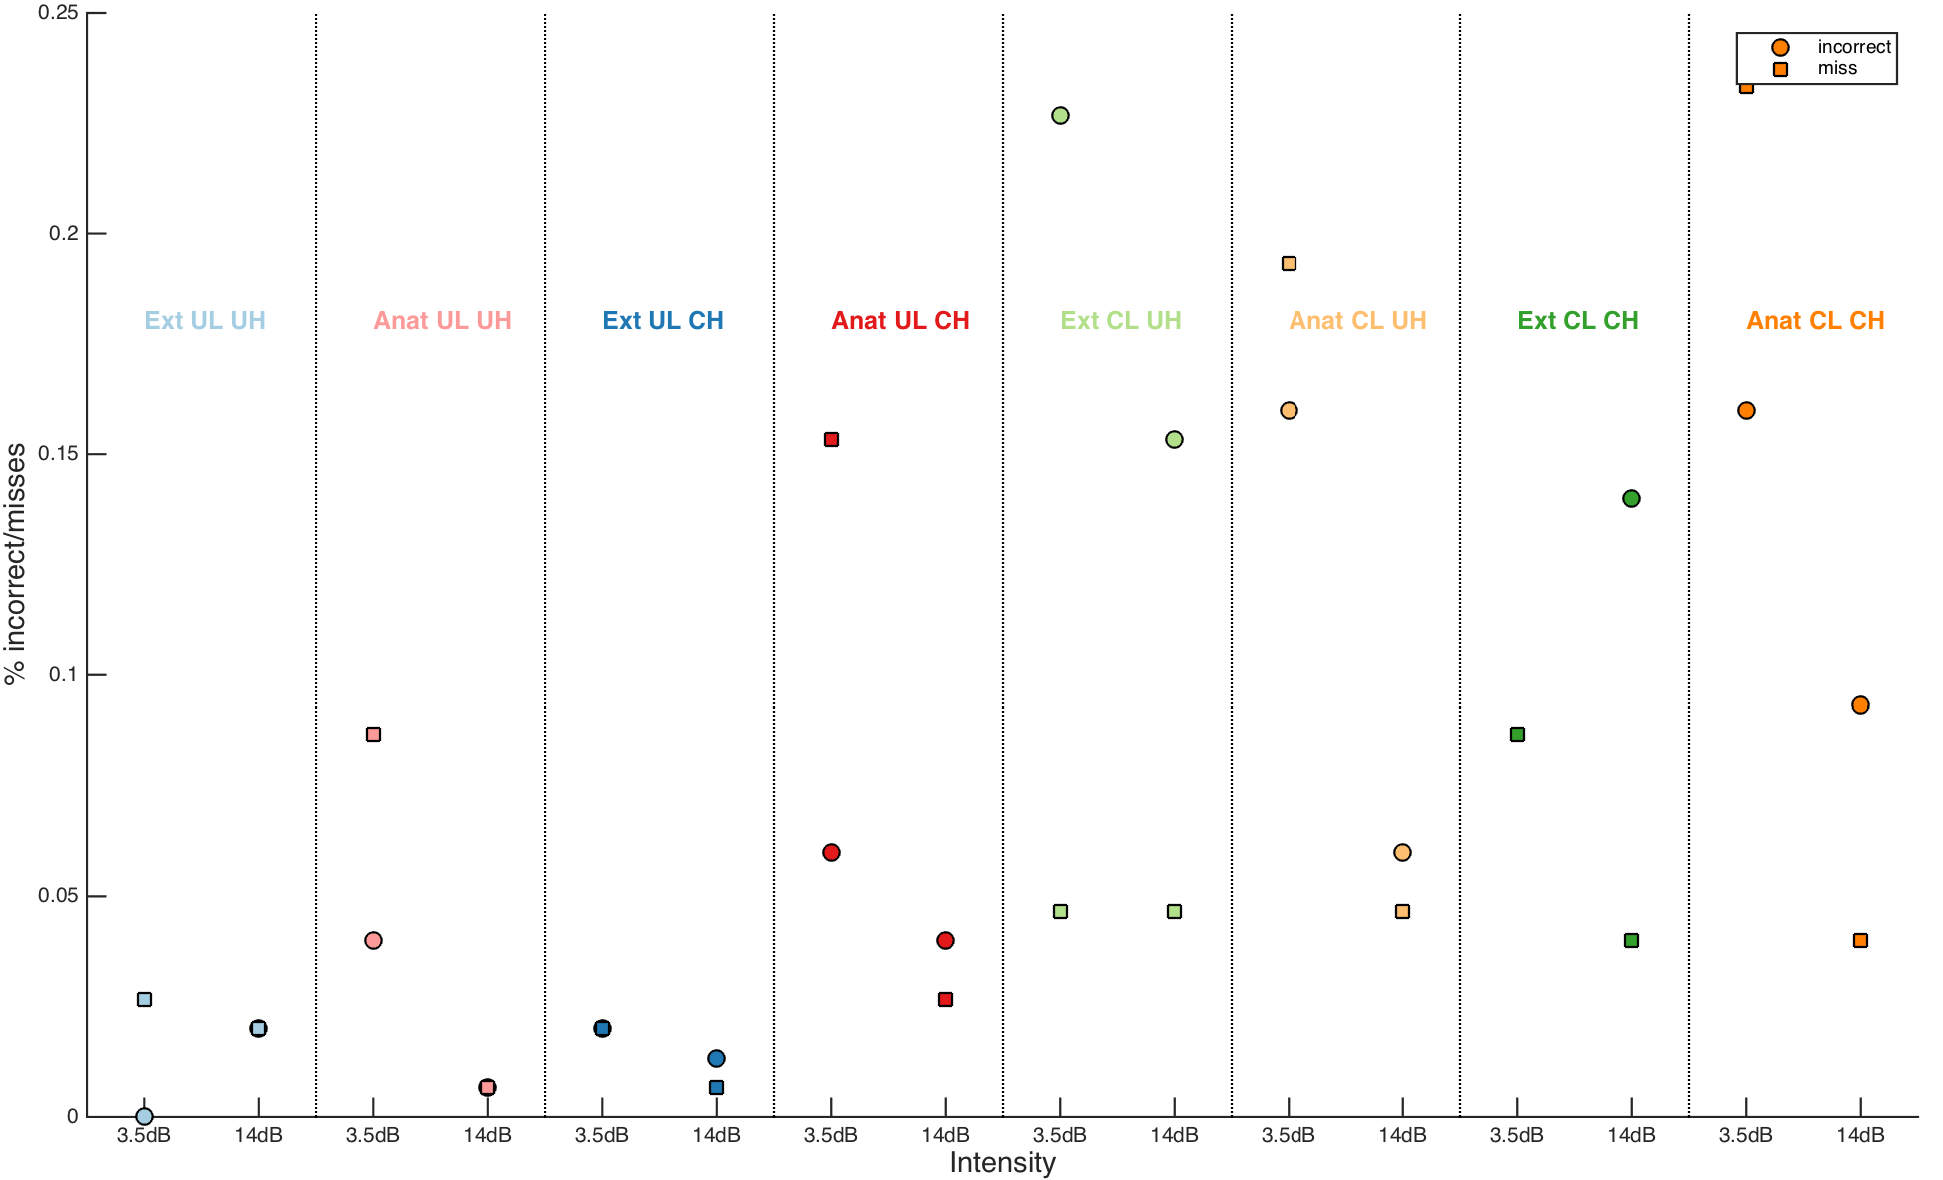 0.25
incorrect
miss
0.2
Ext UL UH
Anat UL UH
Ext UL CH
Anat UL CH
Ext CL UH
Anat CL UH
Ext CL CH
Anat CL CH
0.15
0.1
0.05
0
% incorrect/misses
3.5dB 14dB 3.5dB 14dB 3.5dB 14dB 3.5dB 14dB 3.5dB 14dB 3.5dB 14dB 3.5dB 14dB 3.5dB 14dB
Intensity